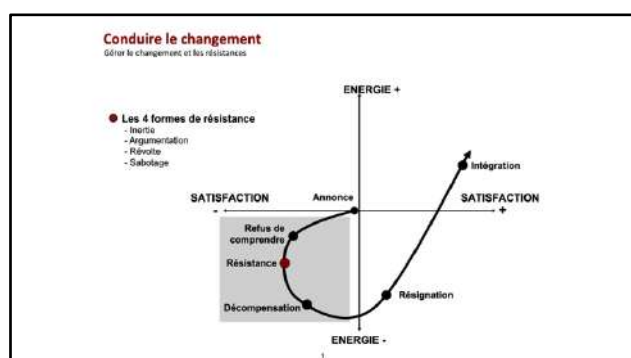 Conduire le changement
Gérer le changement et les résistances
ENERGIE +
Les 4 formes de résistance
- Inertie
- Argumentation
- Révolte
- Sabotage
Intégration
SATISFACTION
Annonce
SATISFACTION
-
+
Refus de
comprendre
Résistance
Décompensation
Résignation
ENERGIE -
1